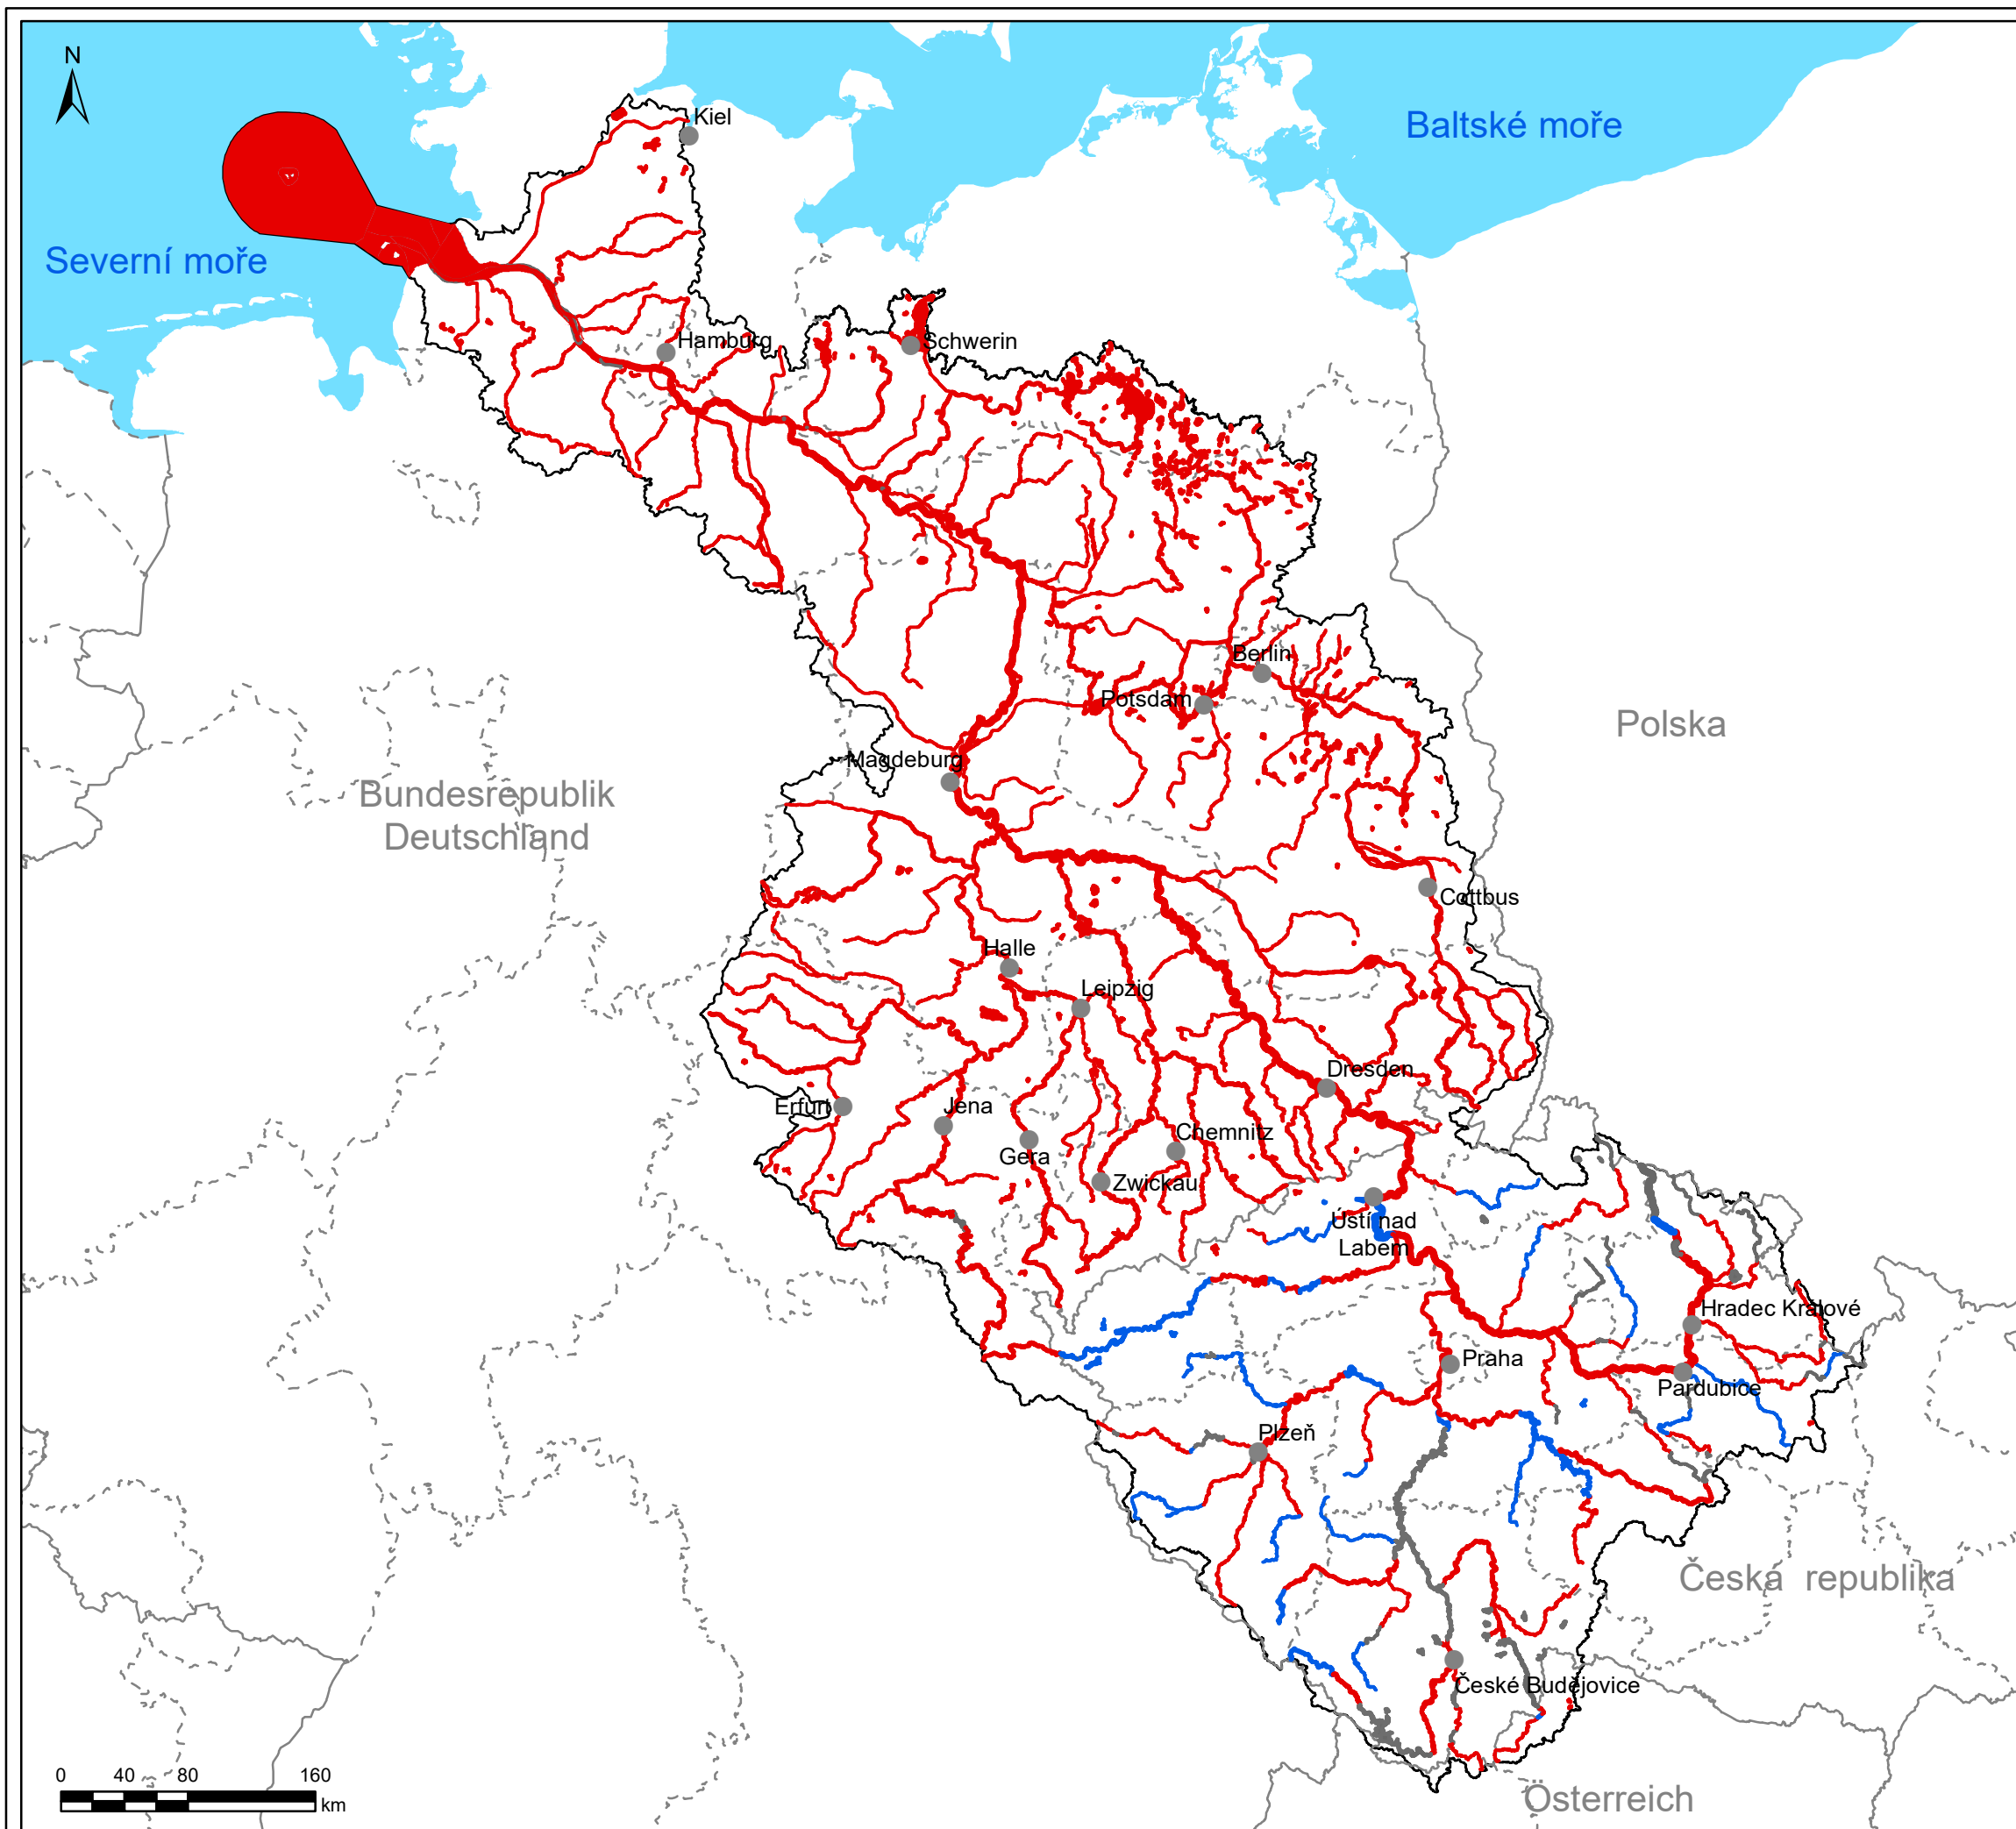 N
Kiel
Baltské moře
Severní moře
Hamburg
Schwerin
Berlin
Potsdam
Polska
Magdeburg
Bundesrepublik
Deutschland
Cottbus
Halle
Leipzig
Dresden
Erfurt
Jena
Chemnitz
Gera
Zwickau
Ústí nad
Labem
Hradec Králové
Praha
Pardubice
Plzeň
Česká republika
České Budějovice
0 40 80 160
km
Österreich